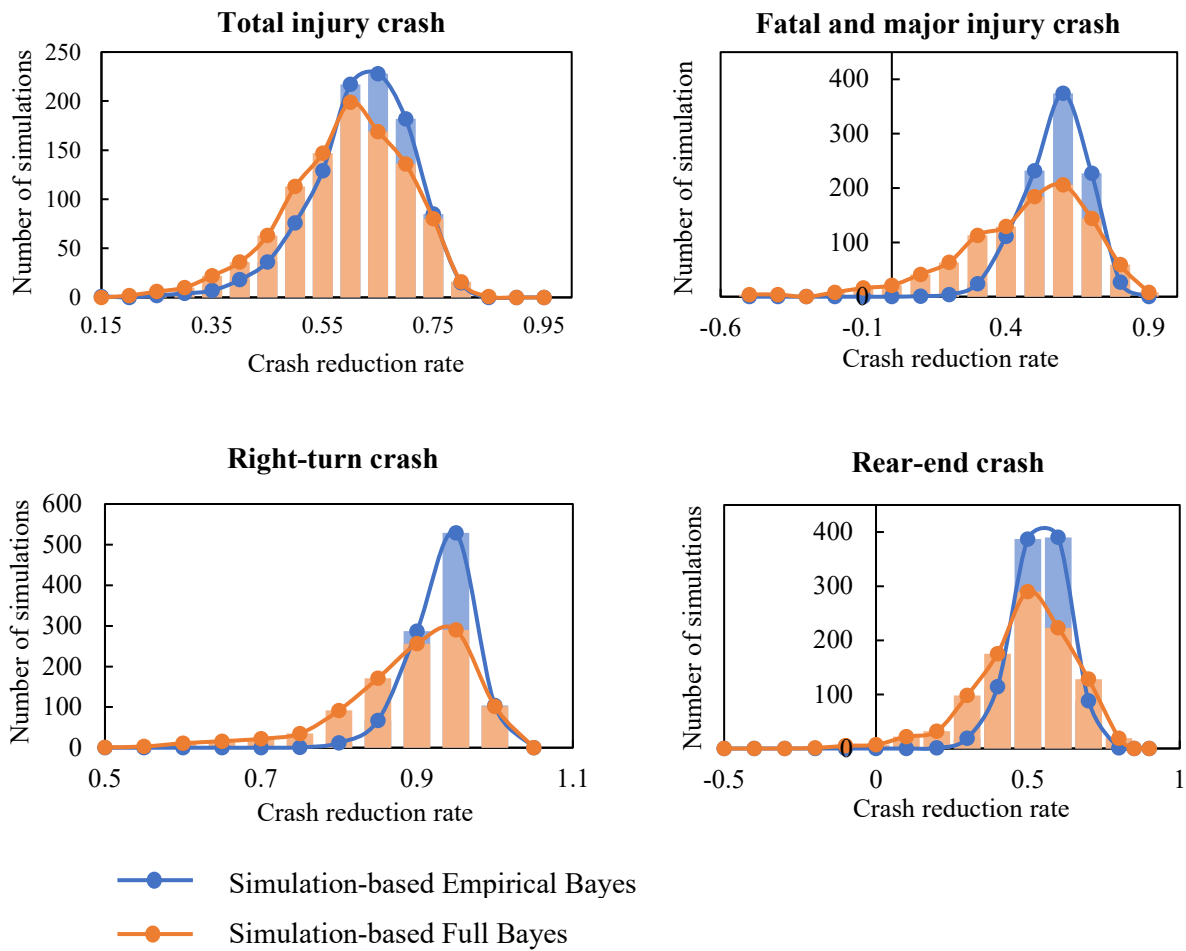 Total injury crash
Number of simulations
250
200
150
100
50
0
0.15 0.35 0.55 0.75 0.95
Crash reduction rate
Fatal and major injury crash
Number of simulation
400
300
200
100
0
-0.6 -0.1 0.4 0.9
Crash reduction rate
Right-turn crash
Number of simulations
600
500
400
300
200
100
0
0.5 0.7 0.9 1.1
Crash reduction rate
Rear-end crash
Number of simulations
400
300
200
100
0
-0.5 0 0.5 1
Crash reduction rate
Simulation-based Empirical Bayes
Simulation-based Full Bayes